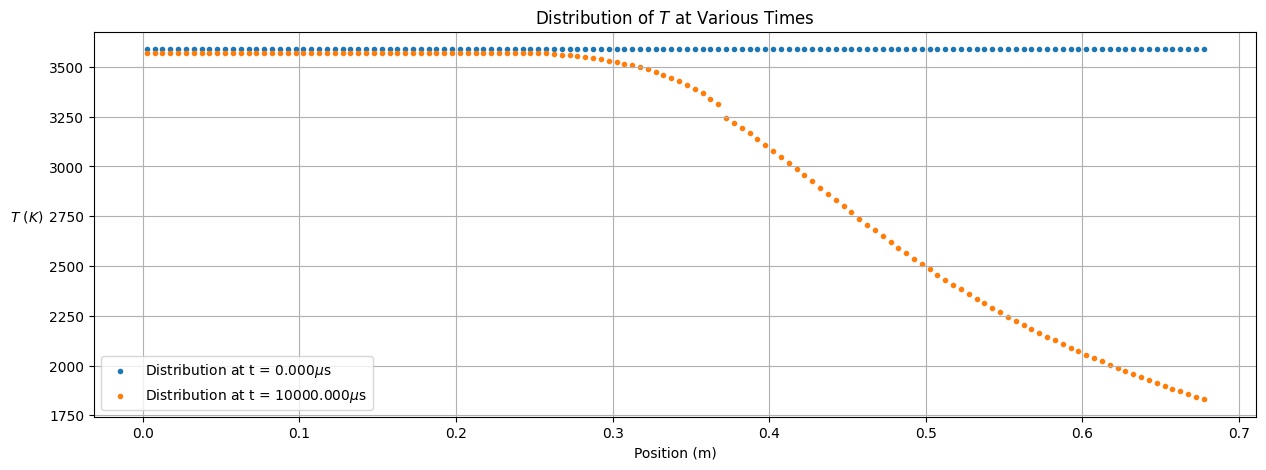 Distribution of T at Various Times
T (K)
3500
3250
3000
2750
2500
2250
2000
1750
Distribution at t = 0.000μs
Distribution at t = 10000.000μs
0.0 0.1 0.2 0.3 0.4 0.5 0.6 0.7
Position (m)